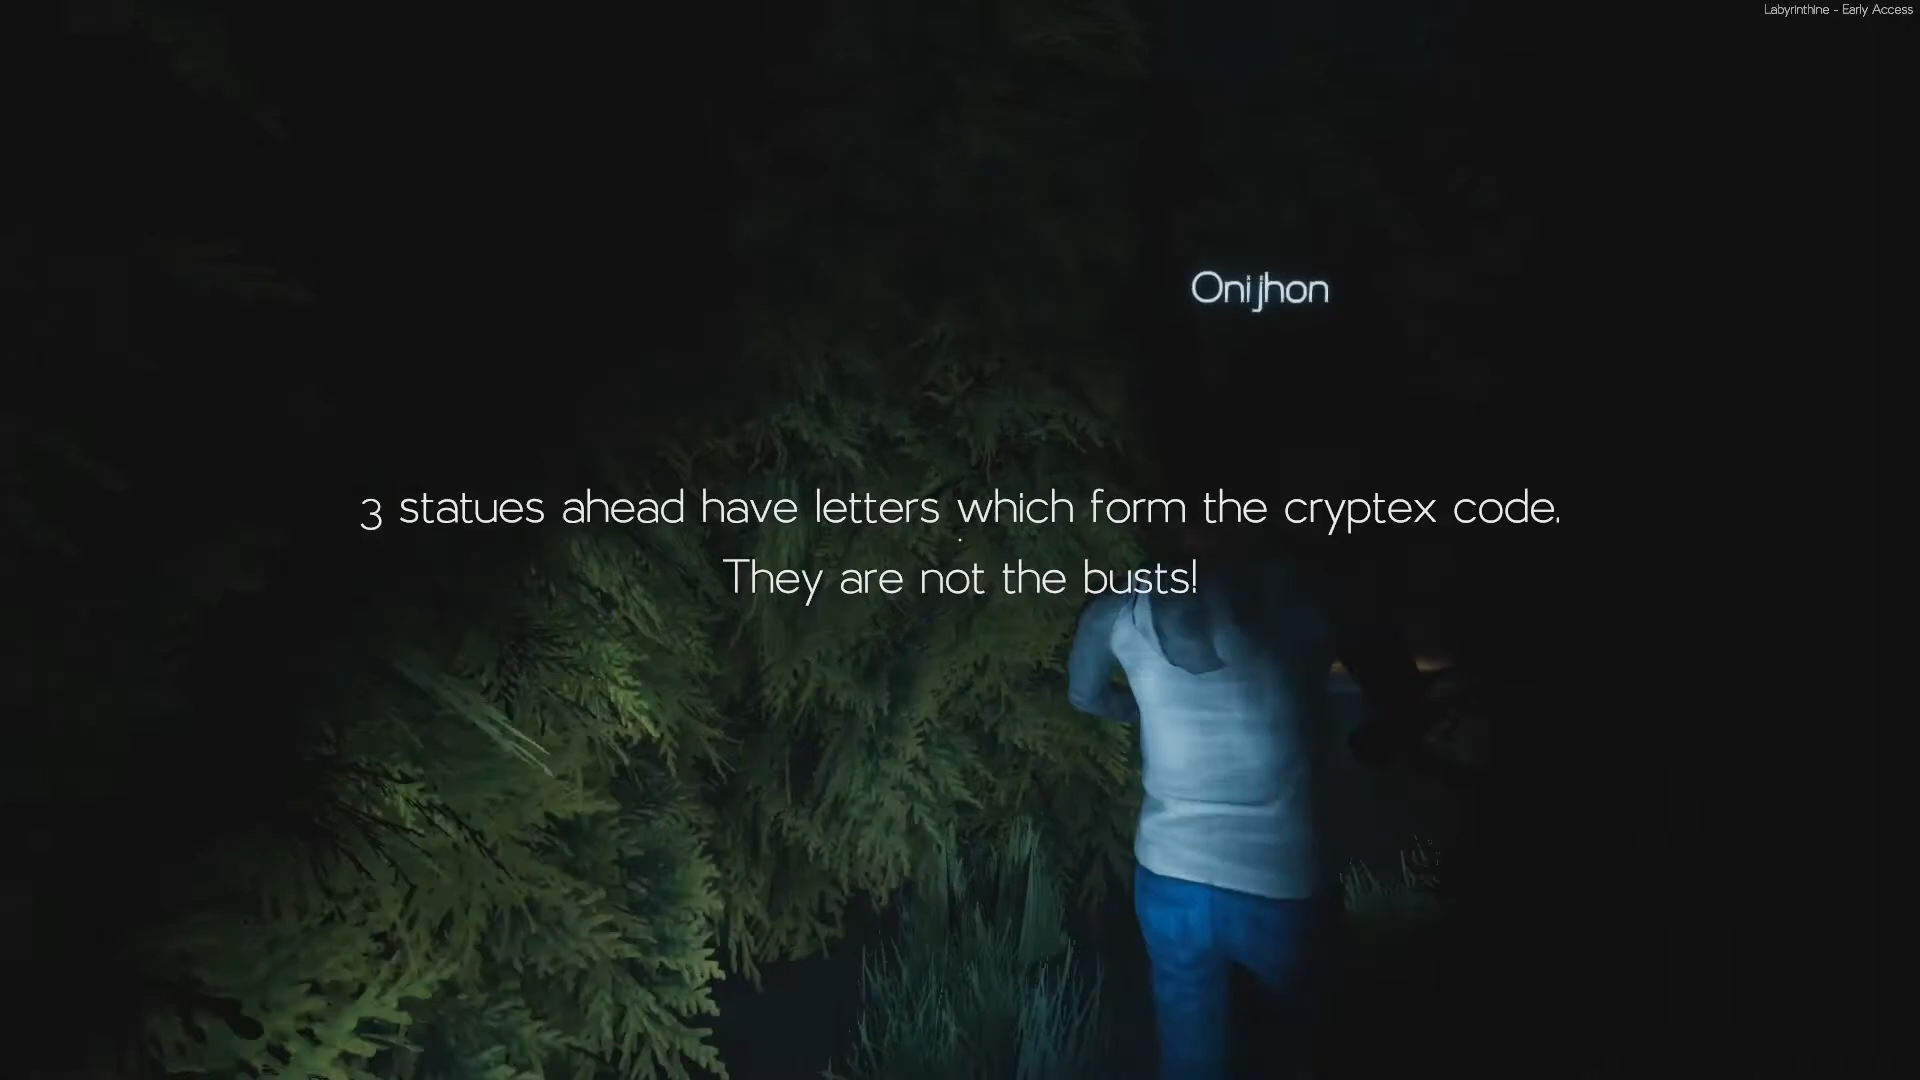 Labyrinthine - Early Access
Onijhon
3 statues ahead have letters which form the cryptex code.
They are not the busts!